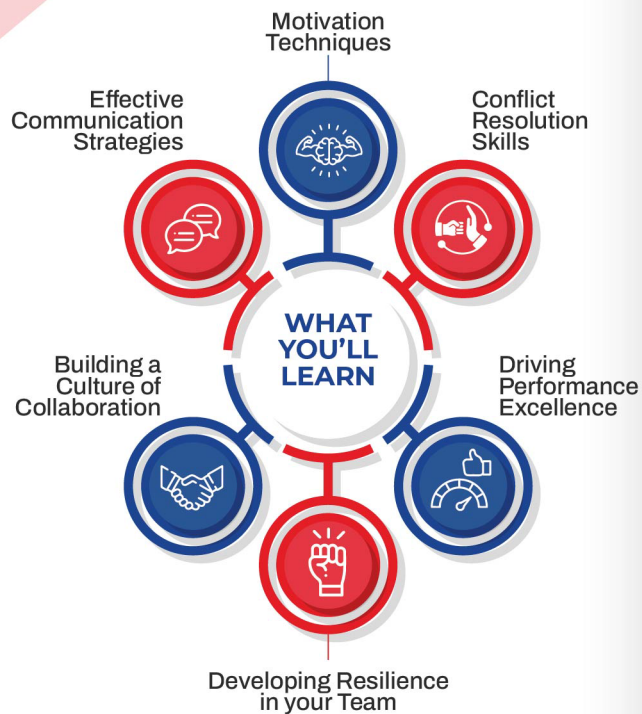 Motivation
Techniques
Effective
Communication
Strategies
Conflict
Resolution
Skills
WHAT
YOU'LL
LEARN
Building a
Culture of
Collaboration
Driving
Performance
Excellence
Developing Resilience
in your Team